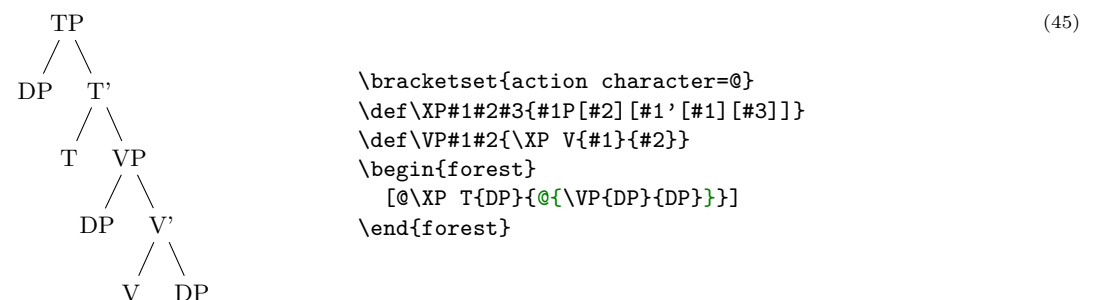 TP
DP T'
T VP
DP V'
V DP
(45)
\bracketset{action character=@}
\def\XP#1#2#3{#1P[#2][#1'[#1][#3]]}
\def\VP#1#2{\XP V{#1}{#2}}
\begin{forest}
[@\XP T{DP}{@{\VP{DP}{DP}}}]
\end{forest}